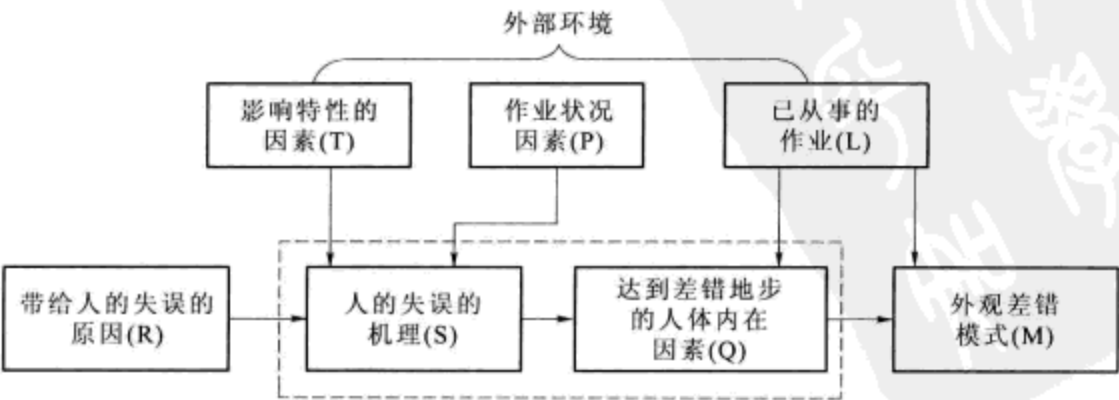 外部环境
影响特性的
因素(T)
作业状况
因素(P)
已从事的
作业(L)
带给人的失误的
原因(R)
人的失误的
机理(S)
达到差错地步
的人体内在
因素(Q)
外观差错
模式(M)